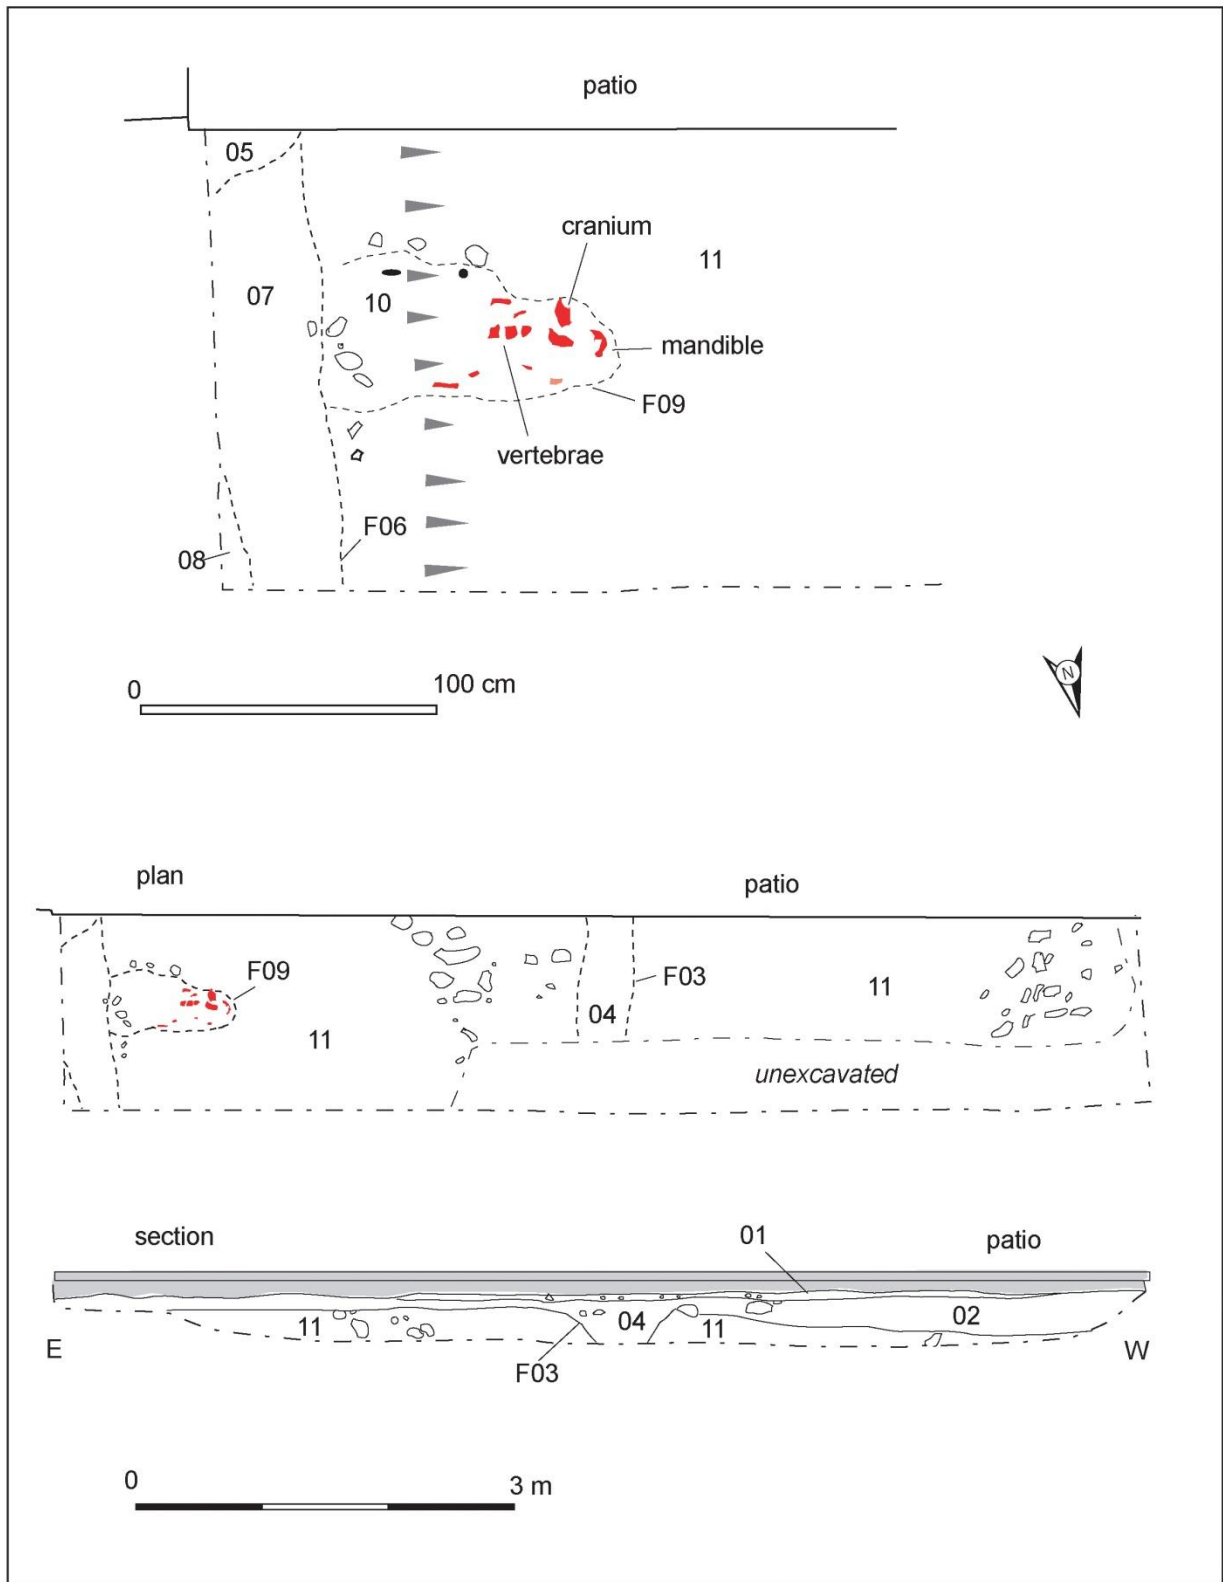 patio
05
cranium
11
07
10
mandible
F09
vertebrae
F06
08
N
0
100 cm
plan
patio
F09
F03
11
04
11
unexcavated
section
01
patio
11
04
11
02
E
W
F03
0
3 m